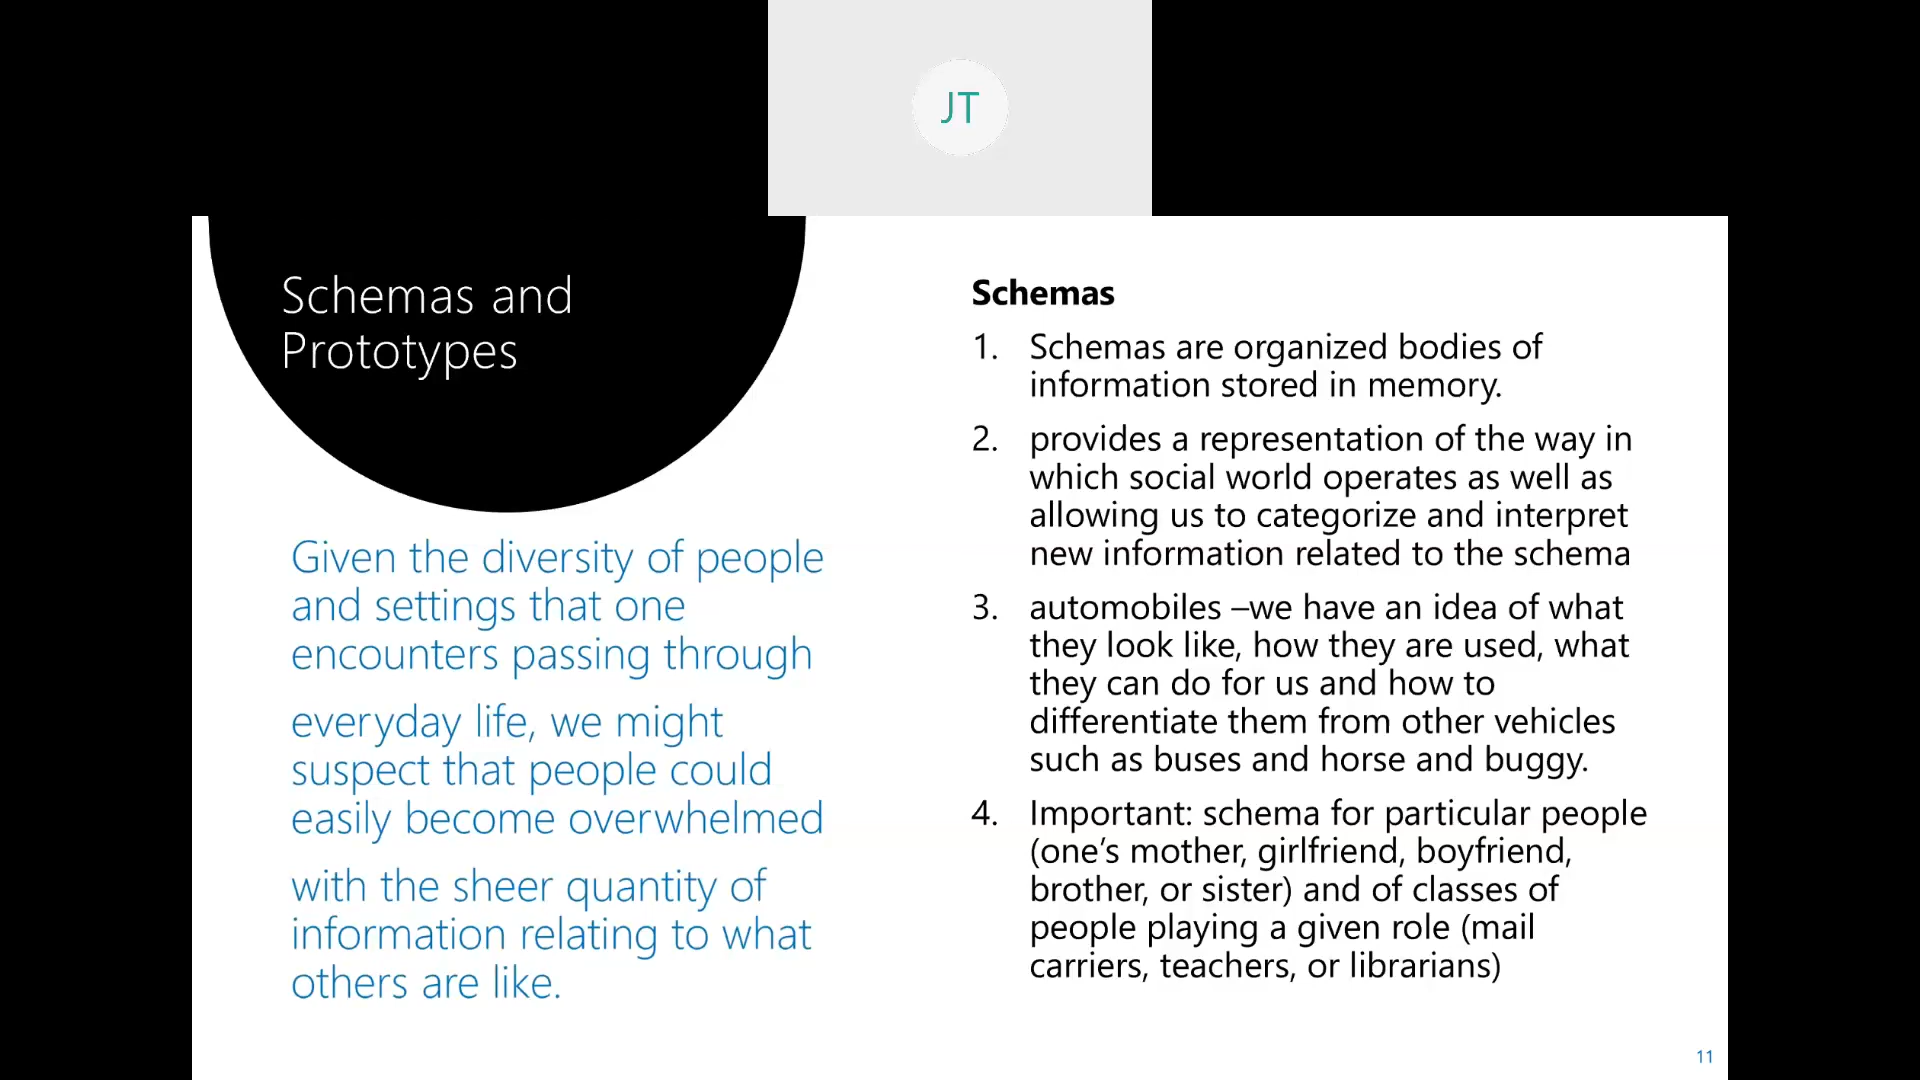 JT
Schemas and
Prototypes
Given the diversity of people
and settings that one
encounters passing through
everyday life, we might
suspect that people could
easily become overwhelmed
with the sheer quantity of
information relating to what
others are like.
Schemas
1. Schemas are organized bodies of
information stored in memory.
2. provides a representation of the way in
which social world operates as well as
allowing us to categorize and interpret
new information related to the schema
3. automobiles –we have an idea of what
they look like, how they are used, what
they can do for us and how to
differentiate them from other vehicles
such as buses and horse and buggy.
4. Important: schema for particular people
(one’s mother, girlfriend, boyfriend,
brother, or sister) and of classes of
people playing a given role (mail
carriers, teachers, or librarians)
11